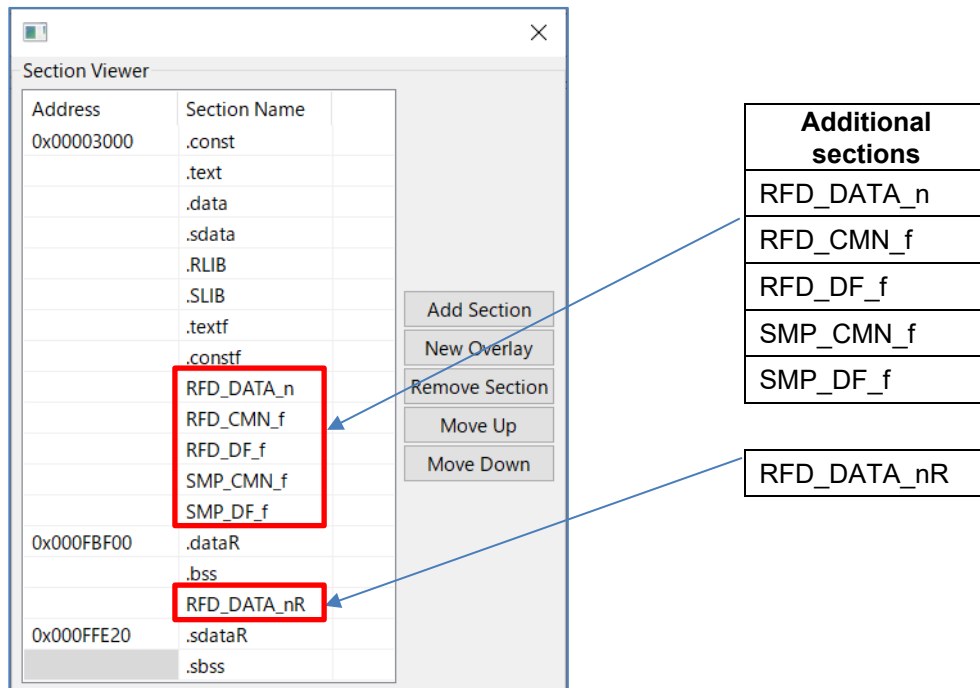 Section Viewer
Address Section Name
0x00003000 .const
.text
.data
.sdata
.RLIB
.SLIB
.textf
.constf
RFD_DATA_n
RFD_CMN_f
RFD_DF_f
SMP_CMN_f
SMP_DF_f
0x000FBF00 .dataR
.bss
RFD_DATA_nR
0x000FFE20 .sdataR
.sbss
Add Section
New Overlay
Remove Section
Move Up
Move Down
Additional
sections
RFD_DATA_n
RFD_CMN_f
RFD_DF_f
SMP_CMN_f
SMP_DF_f
RFD_DATA_nR